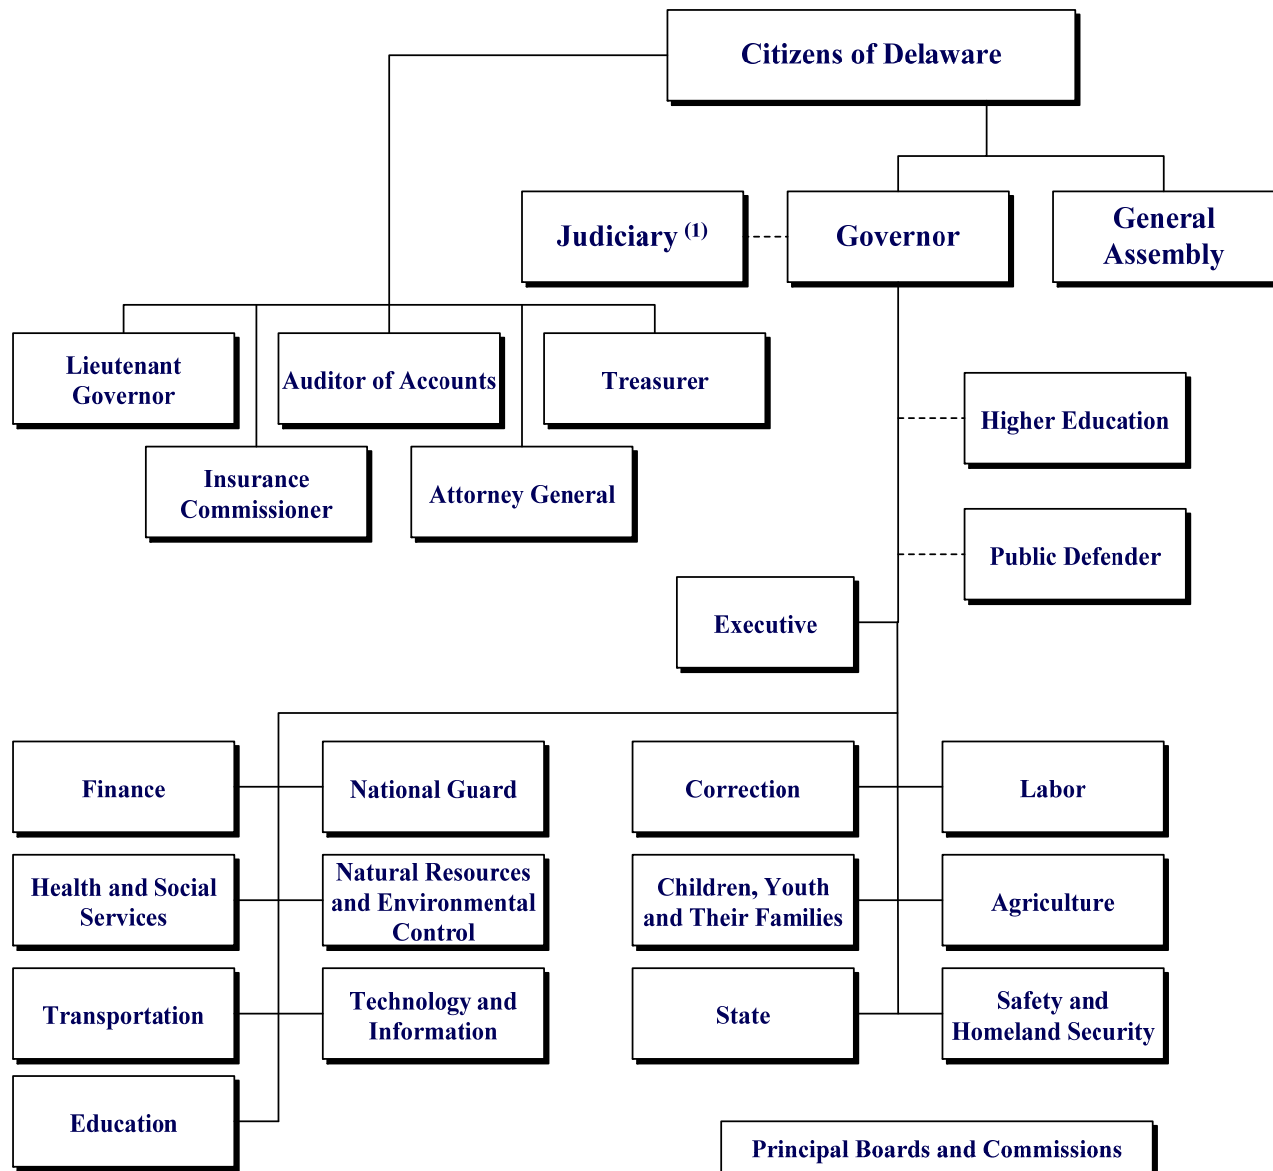 Citizens of Delaware
Judiciary (1)
Governor
General
Assembly
Lieutenant
Governor
Auditor of Accounts
Treasurer
Higher Education
Insurance
Commissioner
Attorney General
Public Defender
Executive
Finance
National Guard
Correction
Labor
Health and Social
Services
Natural Resources
and Environmental
Control
Children, Youth
and Their Families
Agriculture
Transportation
Technology and
Information
State
Safety and
Homeland Security
Education
Principal Boards and Commissions